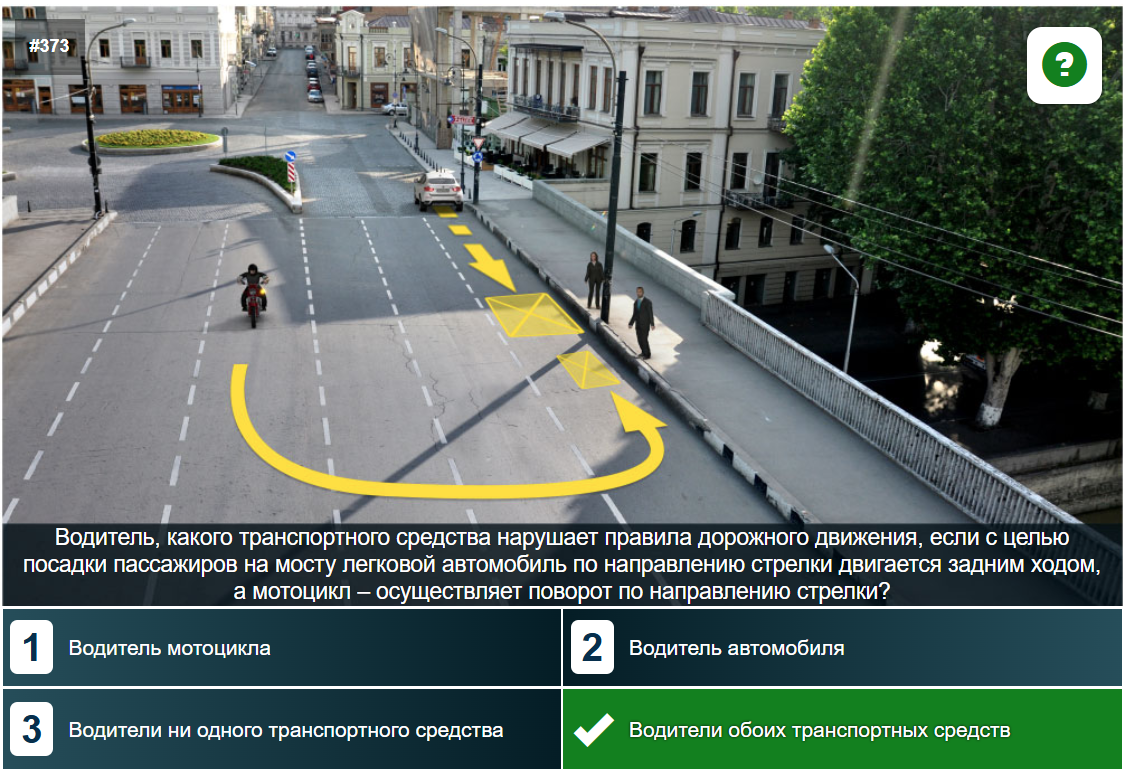 #373
?
Водитель, какого транспортного средства нарушает правила дорожного движения, если с целью
посадки пассажиров на мосту легковой автомобиль по направлению стрелки двигается задним ходом,
а мотоцикл – осуществляет поворот по направлению стрелки?
1 Водитель мотоцикла
2 Водитель автомобиля
3 Водители ни одного транспортного средства
Водители обоих транспортных средств